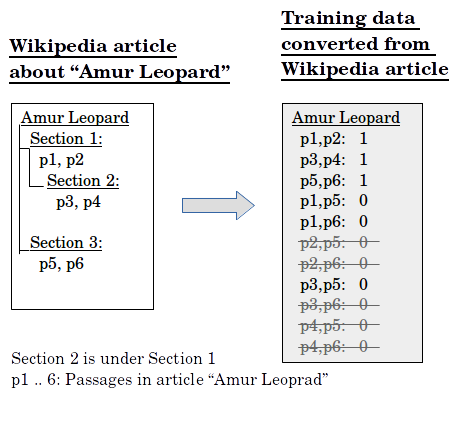 Wikipedia article
about “Amur Leopard”
Amur Leopard
Section 1:
p1, p2
Section 2:
p3, p4
Section 3:
p5, p6
Training data
converted from
Wikipedia article
Amur Leopard
p1,p2: 1
p3,p4: 1
p5,p6: 1
p1,p5: 0
p1,p6: 0
p2,p5: 0
p2,p6: 0
p3,p5: 0
p3,p6: 0
p4,p5: 0
p4,p6: 0
Section 2 is under Section 1
p1 .. 6: Passages in article “Amur Leoprad”